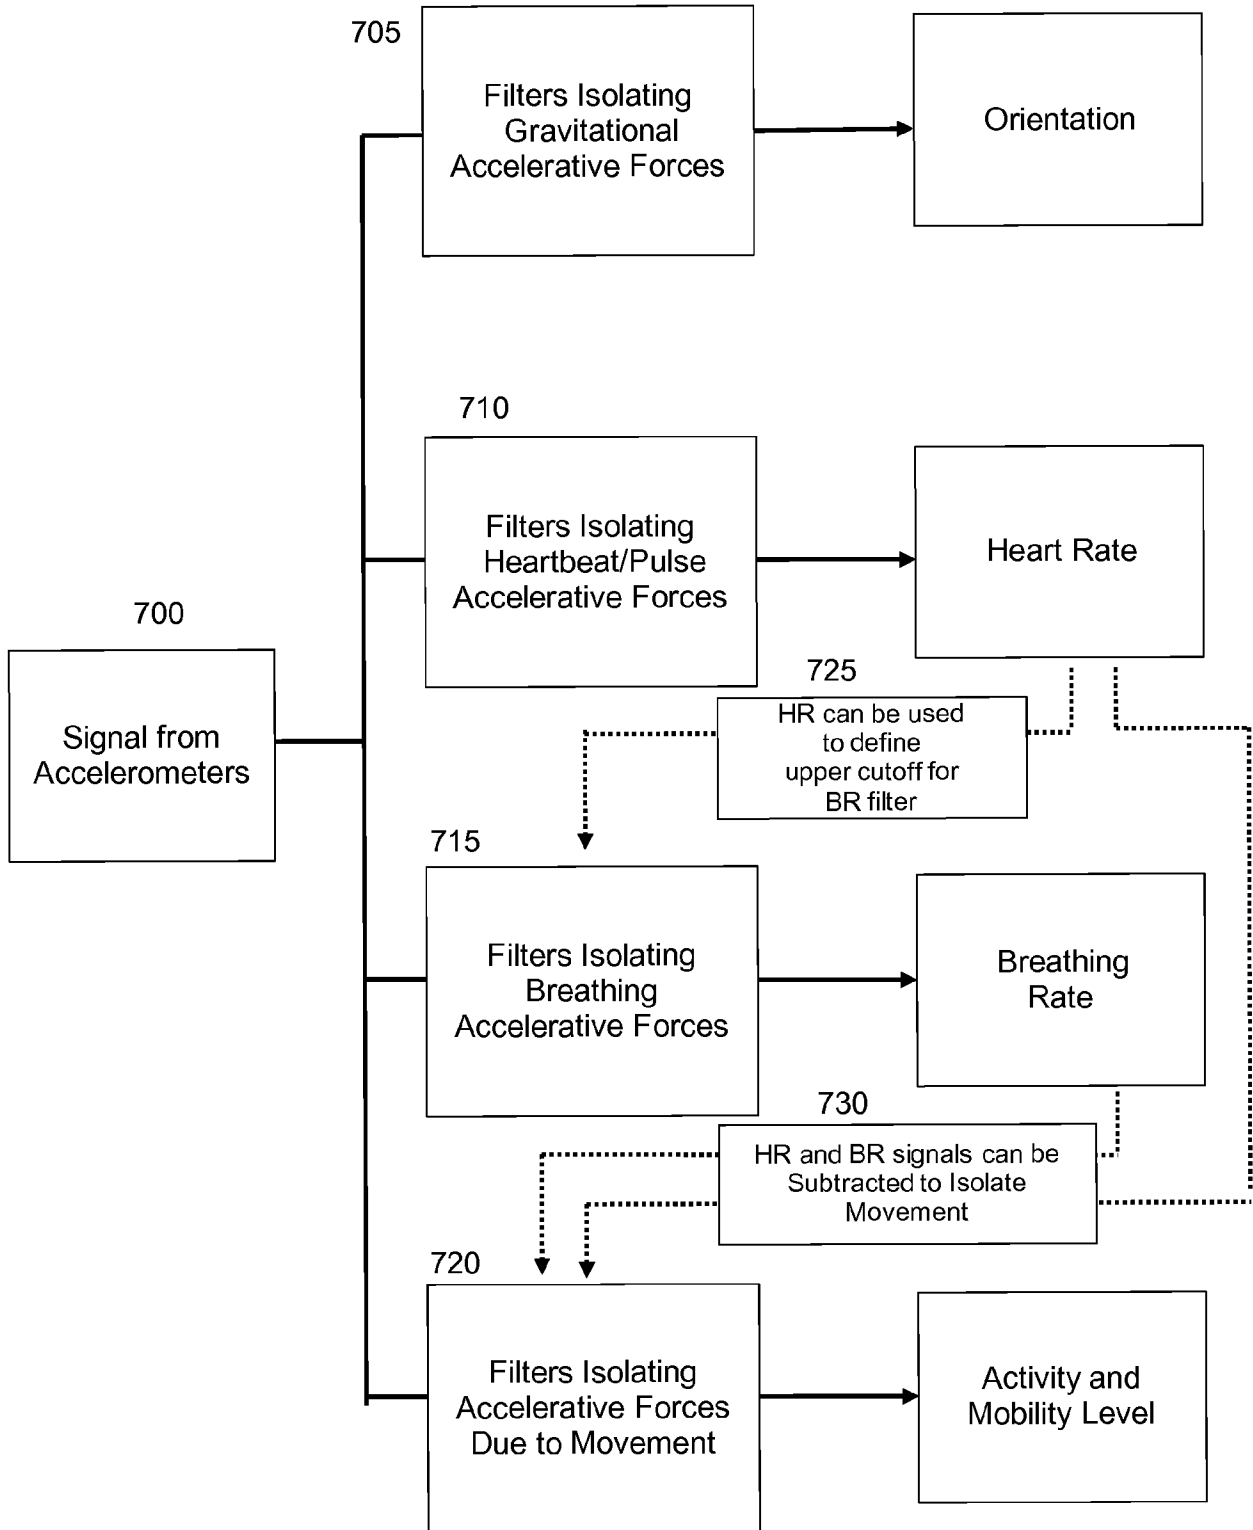 705
Filters Isolating
Gravitational
Accelerative Forces
Orientation
710
Filters Isolating
Heartbeat/Pulse
Accelerative Forces
Heart Rate
700
Signal from
Accelerometers
725
HR can be used
to define
upper cutoff for
BR filter
715
Filters Isolating
Breathing
Accelerative Forces
Breathing
Rate
730
HR and BR signals can be
Subtracted to Isolate
Movement
720
Filters Isolating
Accelerative Forces
Due to Movement
Activity and
Mobility Level